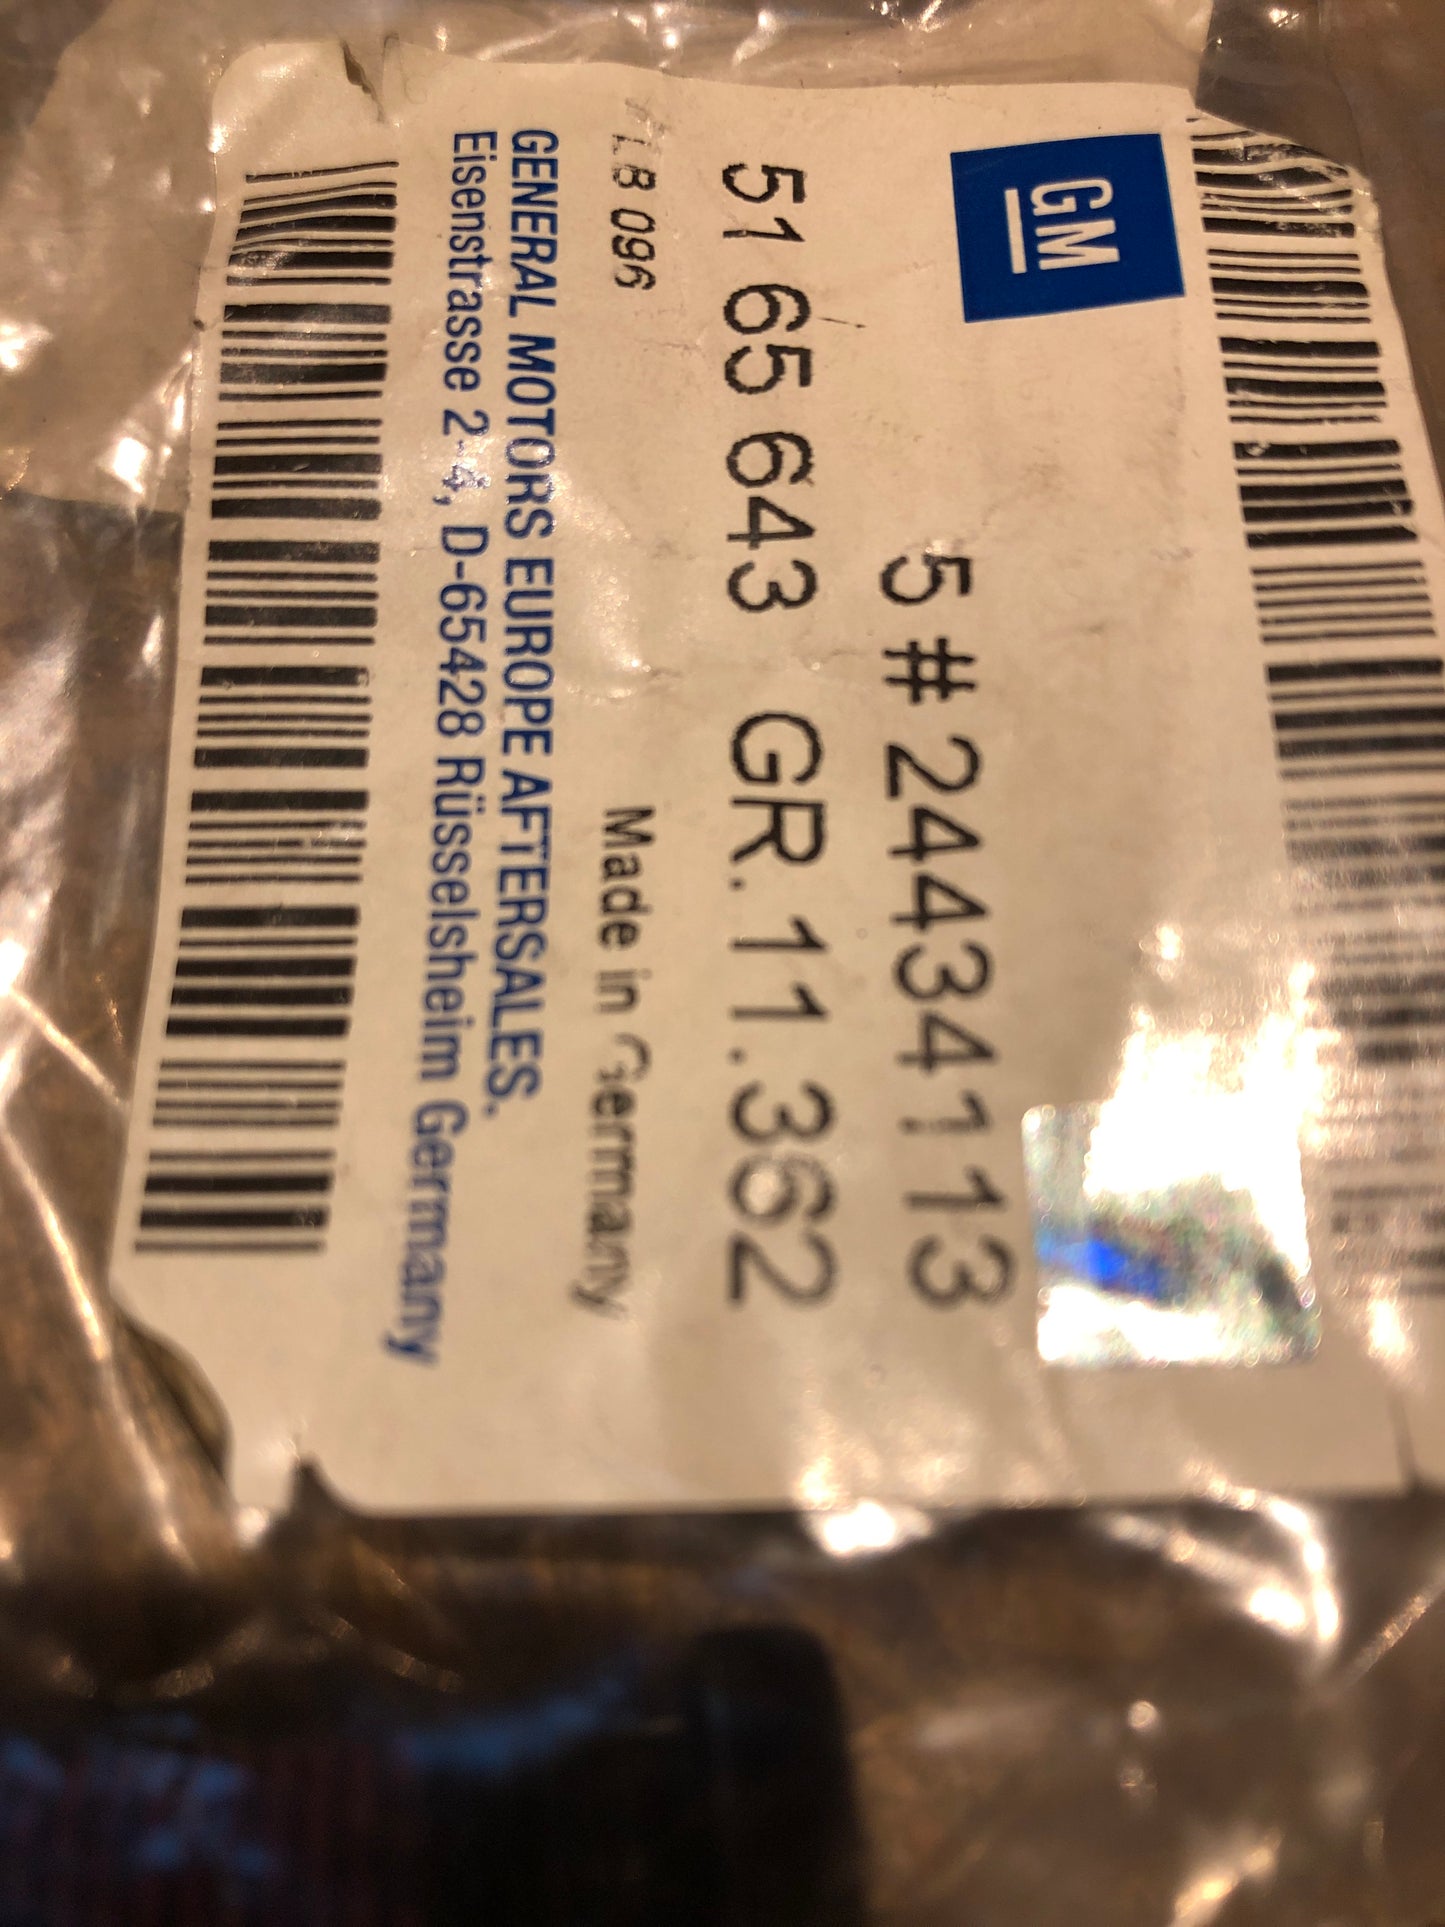 GM
5 # 24434113
51 65 643 GR.11.362
096 Made in Germany
GENERAL MOTORS EUROPE AFTERSALES.
Eisenstrasse 2-4, D-65428 Rüsselsheim Germany